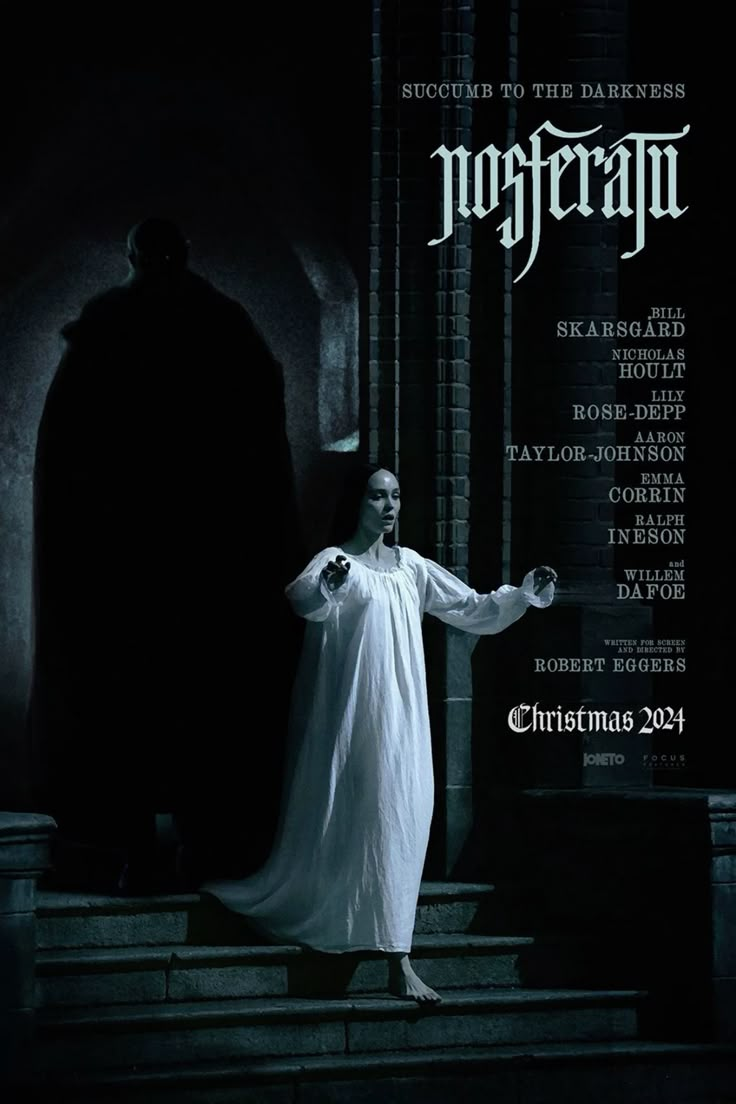 SUCCUMB TO THE DARKNESS
nosferatu
BILL
SKARSGÅRD
NICHOLAS
HOULT
LILY
ROSE-DEPP
AARON
TAYLOR-JOHNSON
EMMA
CORRIN
RALPH
INESON
and
WILLEM
DAFOE
WRITTEN FOR SCREEN
AND DIRECTED BY
ROBERT EGGERS
Christmas 2024
FOCUS
FEATURES